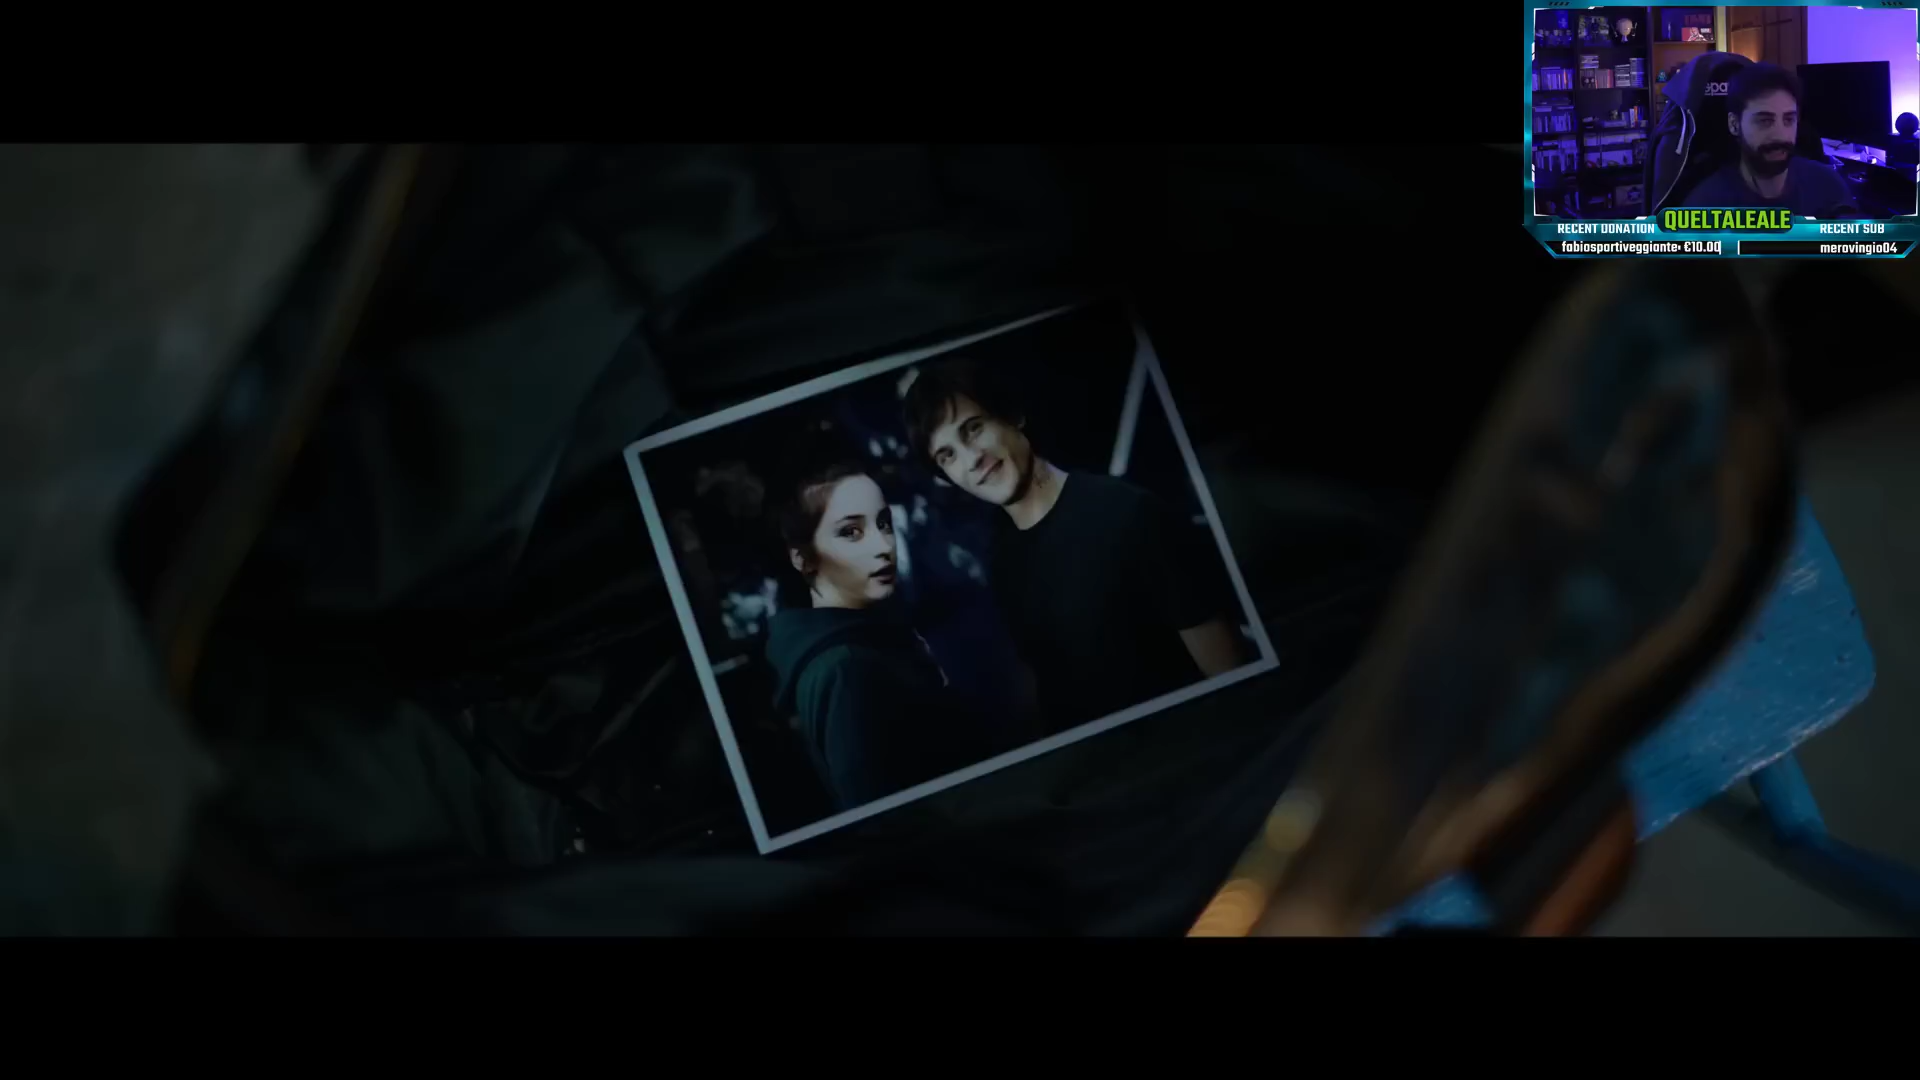 QUELTALEALE
RECENT DONATION
RECENT SUB
fabiosportiveggiante• €10.00
merovingio04